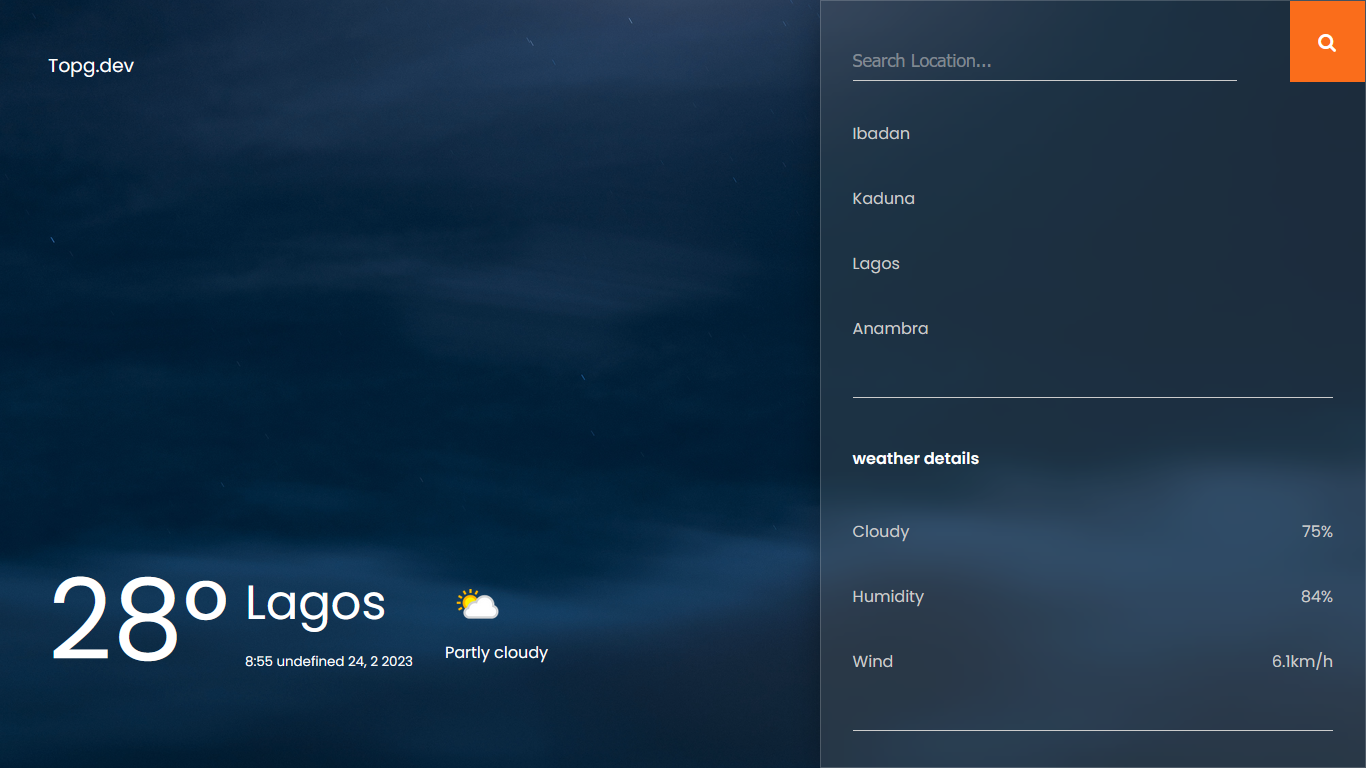 Topg.dev
28°
Lagos
8:55 undefined 24, 2 2023
Partly cloudy
Search Location...
Ibadan
Kaduna
Lagos
Anambra
weather details
Cloudy 75%
Humidity 84%
Wind 6.1km/h